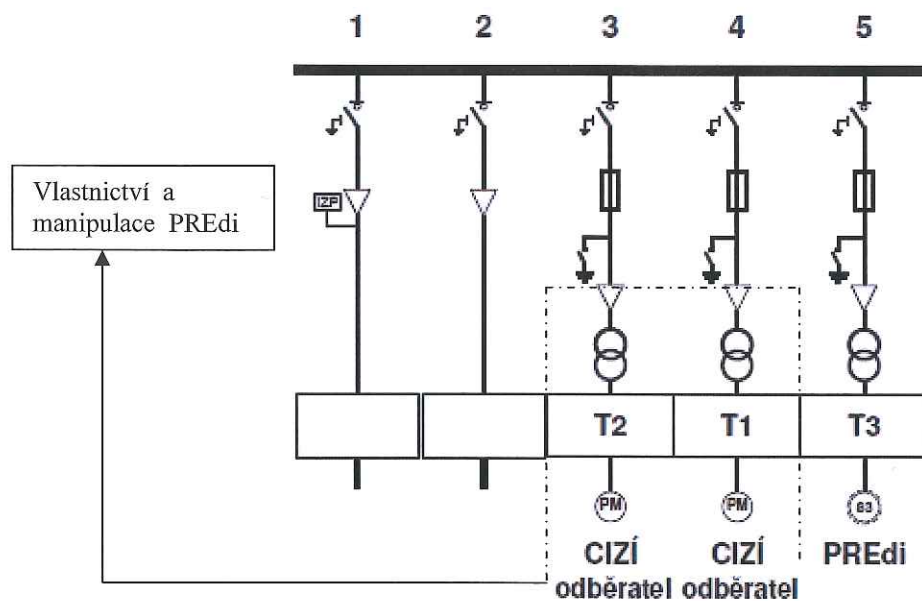 1 2 3 4 5
Vlastnictví a
manipulace PREdi
IZP
T2 T1 T3
PM PM 63
CIZÍ CIZÍ PREdi
odběratel odběratel